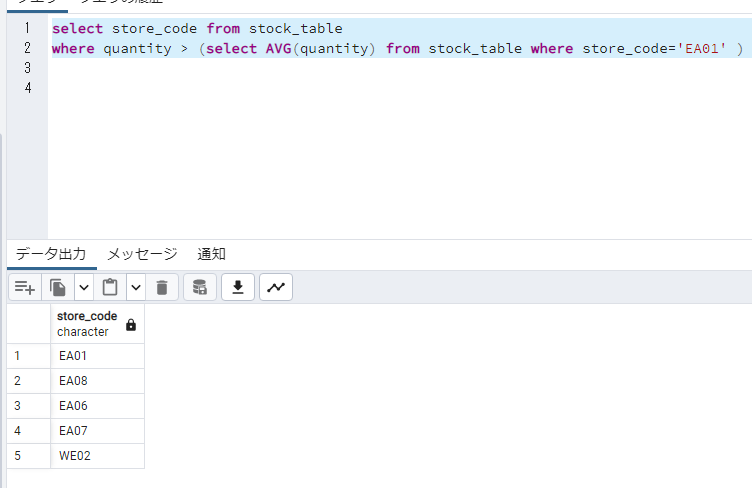 1 select store_code from stock_table
2 where quantity > (select AVG(quantity) from stock_table where store_code='EA01' )
3
4
データ出力 メッセージ 通知
store_code
character
1 EA01
2 EA08
3 EA06
4 EA07
5 WE02